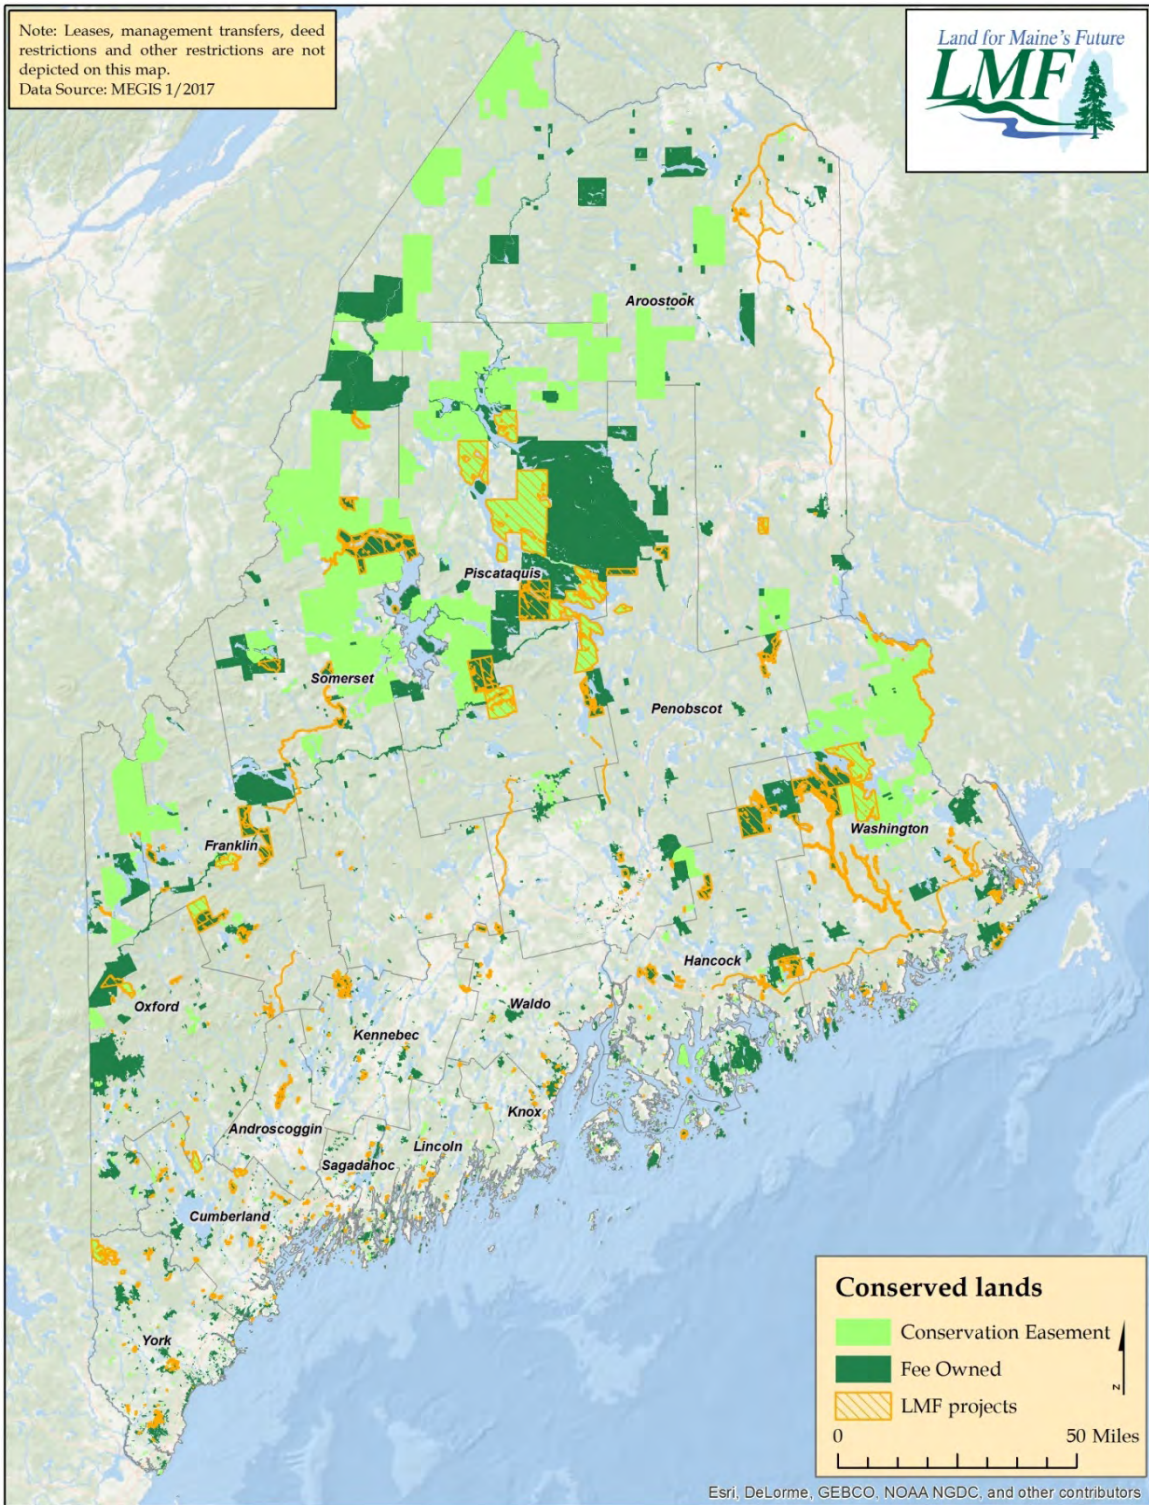 Note: Leases, management transfers, deed
restrictions and other restrictions are not
depicted on this map.
Data Source: MEGIS 1/2017
Land for Maine's Future
LMF
Aroostook
Piscataquis
Somerset
Penobscot
Washington
Franklin
Hancock
Oxford
Waldo
Kennebec
Knox
Androscoggin
Lincoln
Sagadahoc
Cumberland
York
Conserved lands
Conservation Easement
Fee Owned
N
LMF projects
0 50 Miles
Esri, DeLorme, GEBCO, NOAA NGDC, and other contributors